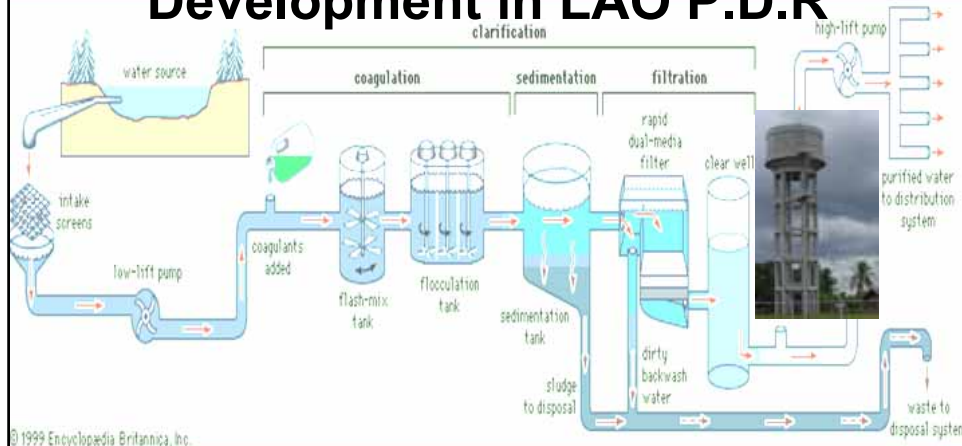 Development in LAO P.D.R
clarification
high-lift pump
water source
coagulation
sedimentation
filtration
rapid
dual-media
filter
clear well
purified water
to distribution
system
intake
screens
coagulants
added
low-lift pump
flash-mix
tank
flocculation
tank
sedimentation
tank
dirty
backwash
water
sludge
to disposal
waste to
disposal system
© 1999 Encyclopædia Britannica, Inc.